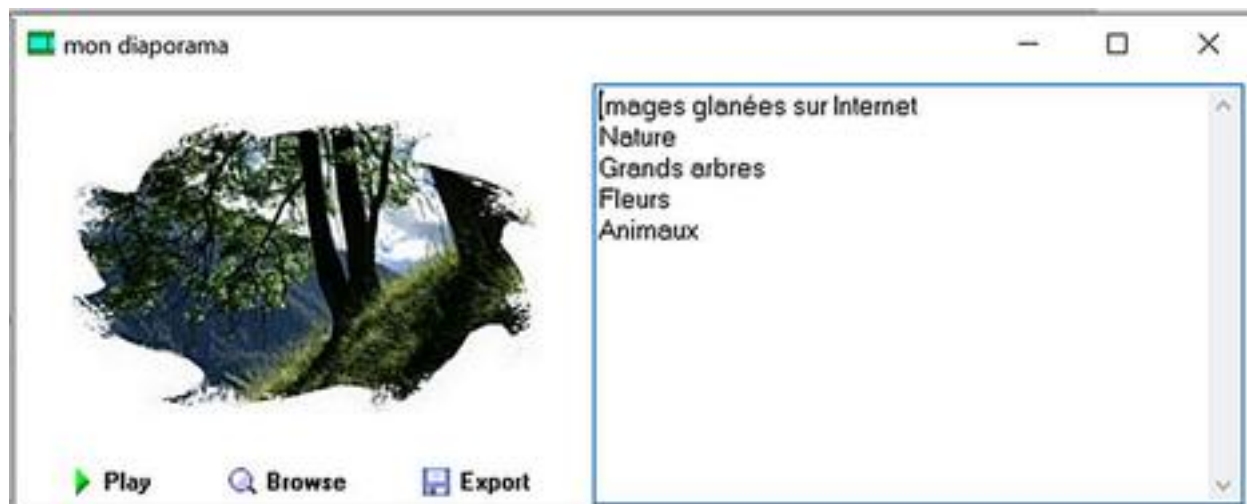 mon diaporama
Images glanées sur Internet
Nature
Grands arbres
Fleurs
Animaux
Play Browse Export